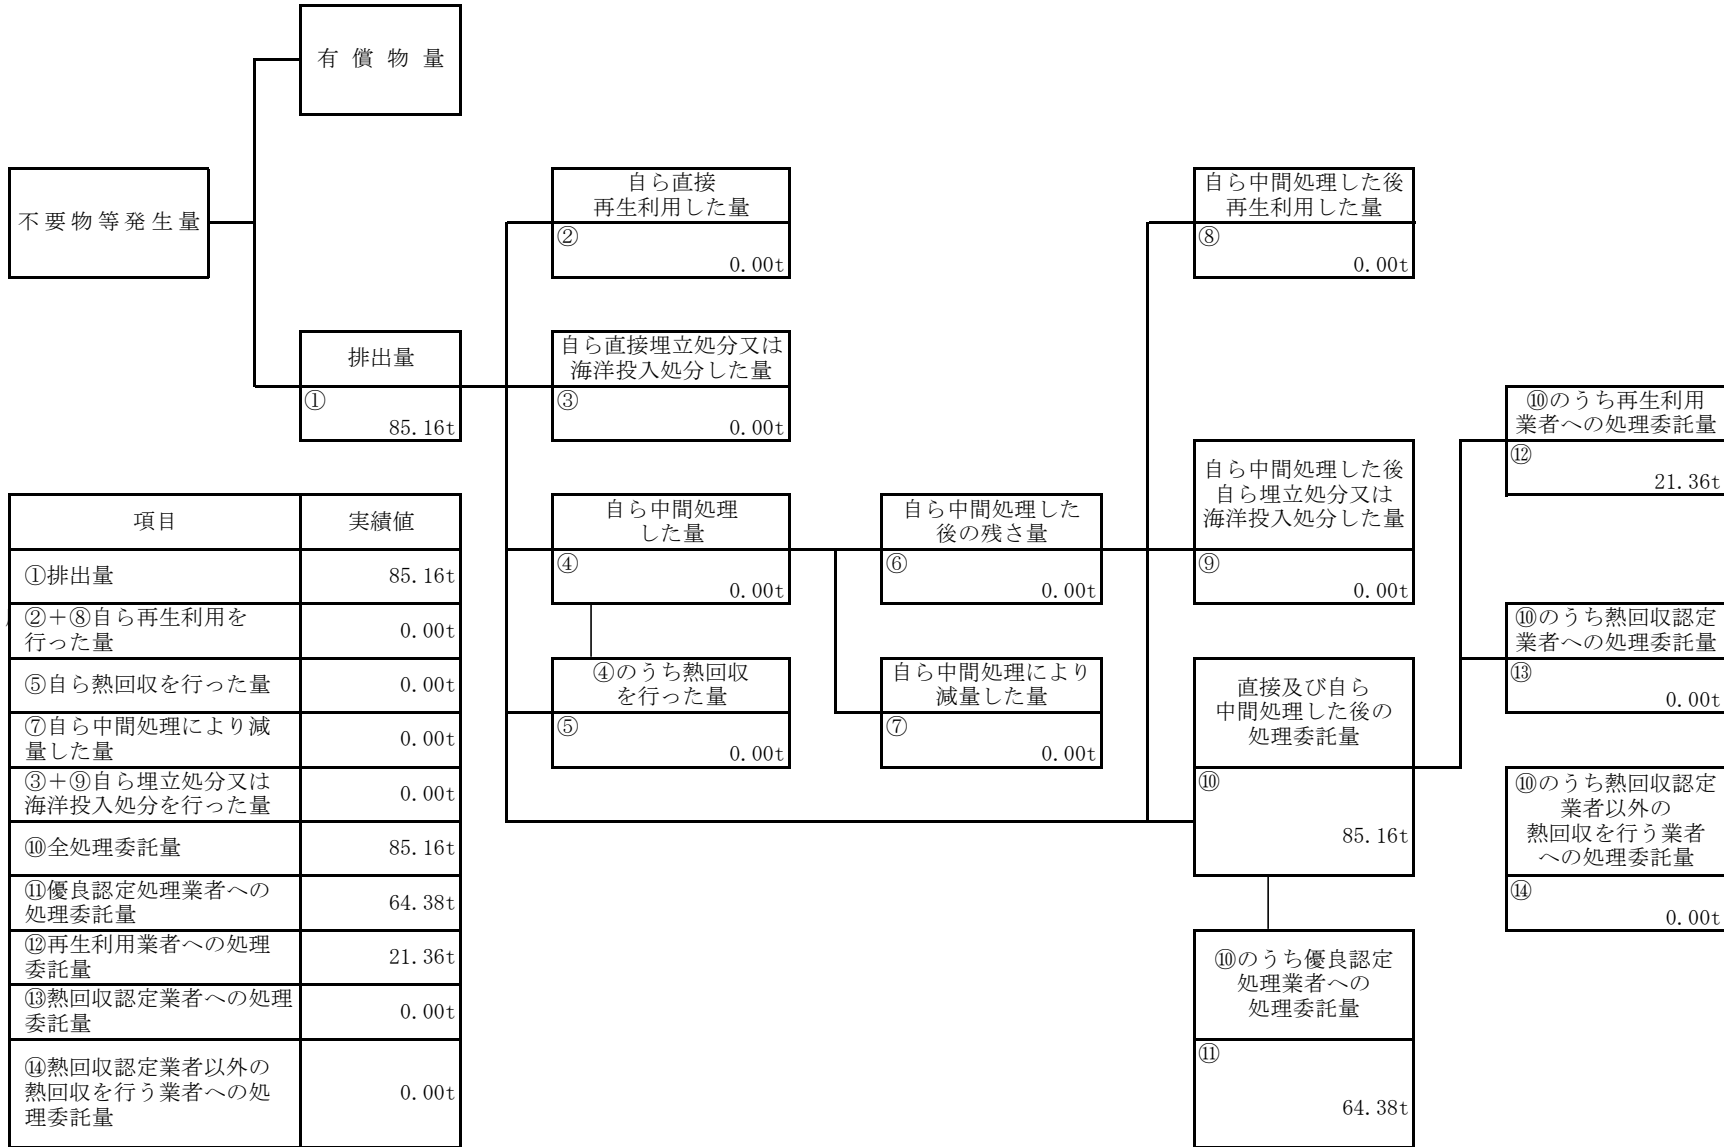 有償物量
不要物等発生量
自ら直接
再生利用した量
②
0.00t
自ら中間処理した後
再生利用した量
⑧
0.00t
排出量
①
85.16t
自ら直接埋立処分又は
海洋投入処分した量
③
0.00t
⑩のうち再生利用
業者への処理委託量
⑫
21.36t
自ら中間処理
した量
④
0.00t
自ら中間処理した
後の残さ量
⑥
0.00t
自ら中間処理した後
自ら埋立処分又は
海洋投入処分した量
⑨
0.00t
⑩のうち熱回収認定
業者への処理委託量
⑬
0.00t
④のうち熱回収
を行った量
⑤
0.00t
自ら中間処理により
減量した量
⑦
0.00t
直接及び自ら
中間処理した後の
処理委託量
⑩
85.16t
⑩のうち熱回収認定
業者以外の
熱回収を行う業者
への処理委託量
⑭
0.00t
⑩のうち優良認定
処理業者への
処理委託量
⑪
64.38t
項目 実績値
①排出量 85.16t
②＋⑧自ら再生利用を
行った量 0.00t
⑤自ら熱回収を行った量 0.00t
⑦自ら中間処理により減
量した量 0.00t
③＋⑨自ら埋立処分又は
海洋投入処分を行った量 0.00t
⑩全処理委託量 85.16t
⑪優良認定処理業者への
処理委託量 64.38t
⑫再生利用業者への処理
委託量 21.36t
⑬熱回収認定業者への処理
委託量 0.00t
⑭熱回収認定業者以外の
熱回収を行う業者への処
理委託量 0.00t